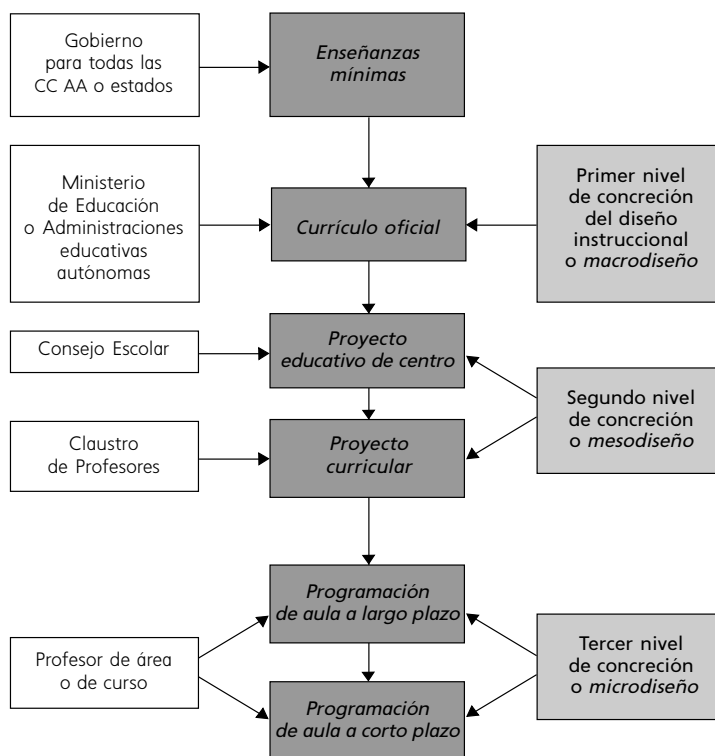 Gobierno
para todas las
CC AA o estados
Enseñanzas
mínimas
Ministerio
de Educación
o Administraciones
educativas
autónomas
Currículo oficial
Primer nivel
de concreción
del diseño
instruccional
o macrodiseño
Consejo Escolar
Proyecto
educativo de centro
Claustro
de Profesores
Proyecto
curricular
Segundo nivel
de concreción
o mesodiseño
Profesor de área
o de curso
Programación
de aula a largo plazo
Programación
de aula a corto plazo
Tercer nivel
de concreción
o microdiseño